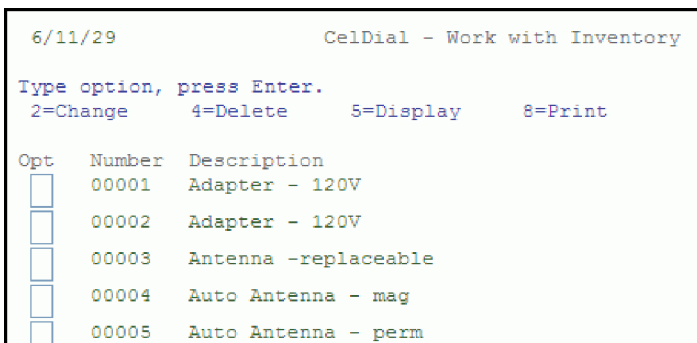 6/11/29 CelDial - Work with Inventory
Type option, press Enter.
2=Change 4=Delete 5=Display 8=Print
Opt Number Description
00001 Adapter - 120V
00002 Adapter - 120V
00003 Antenna -replaceable
00004 Auto Antenna - mag
00005 Auto Antenna - perm